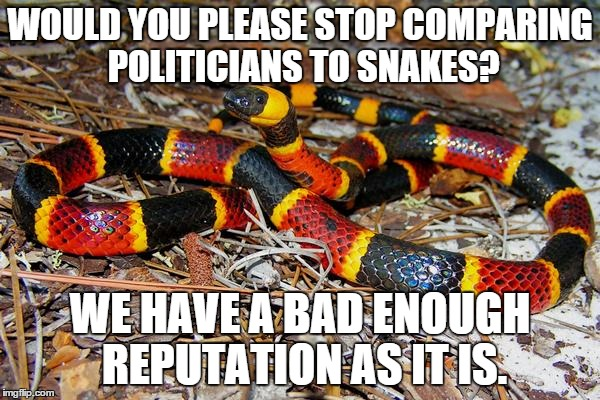 WOULD YOU PLEASE STOP COMPARING
POLITICIANS TO SNAKES?
WE HAVE A BAD ENOUGH
REPUTATION AS IT IS.
imgflip.com